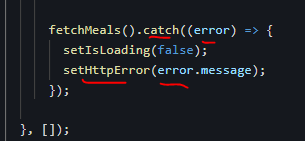 fetchMeals().catch((error) => {
setIsLoading(false);
setHttpError(error.message);
});
}, []);